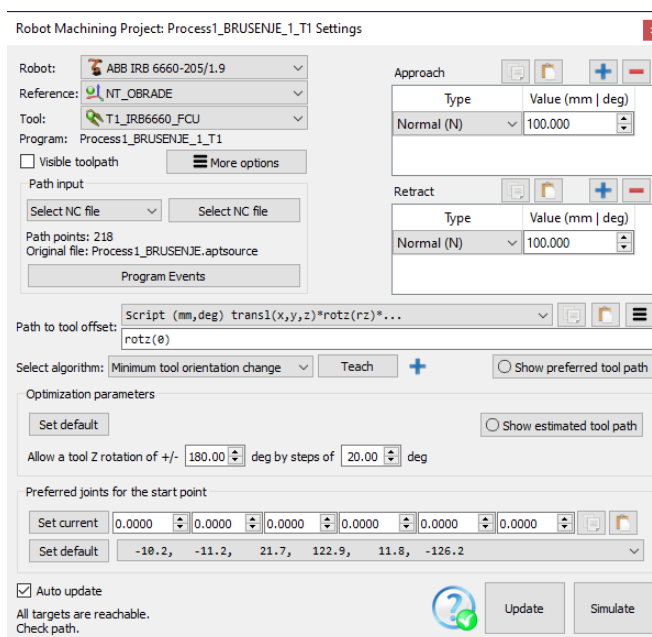 Robot Machining Project: Process1_BRUSENJE_1_T1 Settings
Robot: ABB IRB 6660-205/1.9
Reference: NT_OBRADE
Tool: T1_IRB6660_FCU
Program: Process1_BRUSENJE_1_T1
Visible toolpath More options
Path input
Select NC file Select NC file
Path points: 218
Original file: Process1_BRUSENJE.aptsource
Program Events
Approach
Type Value (mm | deg)
Normal (N) 100.000
Retract
Type Value (mm | deg)
Normal (N) 100.000
Path to tool offset: Script (mm,deg) transl(x,y,z)*rotz(rz)*...
rotz(0)
Select algorithm: Minimum tool orientation change Teach Show preferred tool path
Optimization parameters
Set default Show estimated tool path
Allow a tool Z rotation of +/- 180.00 deg by steps of 20.00 deg
Preferred joints for the start point
Set current 0.0000 0.0000 0.0000 0.0000 0.0000 0.0000
Set default -10.2, -11.2, 21.7, 122.9, 11.8, -126.2
Auto update
All targets are reachable.
Check path.
Update Simulate